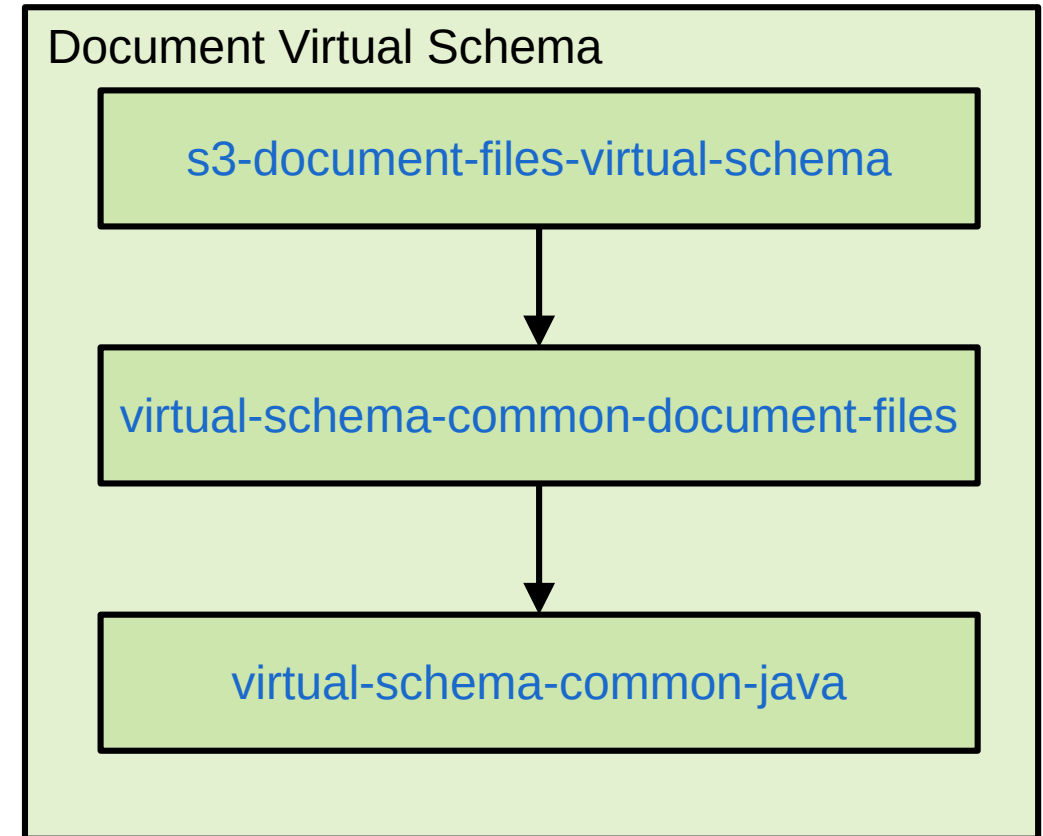 Document Virtual Schema
s3-document-files-virtual-schema
virtual-schema-common-document-files
virtual-schema-common-java